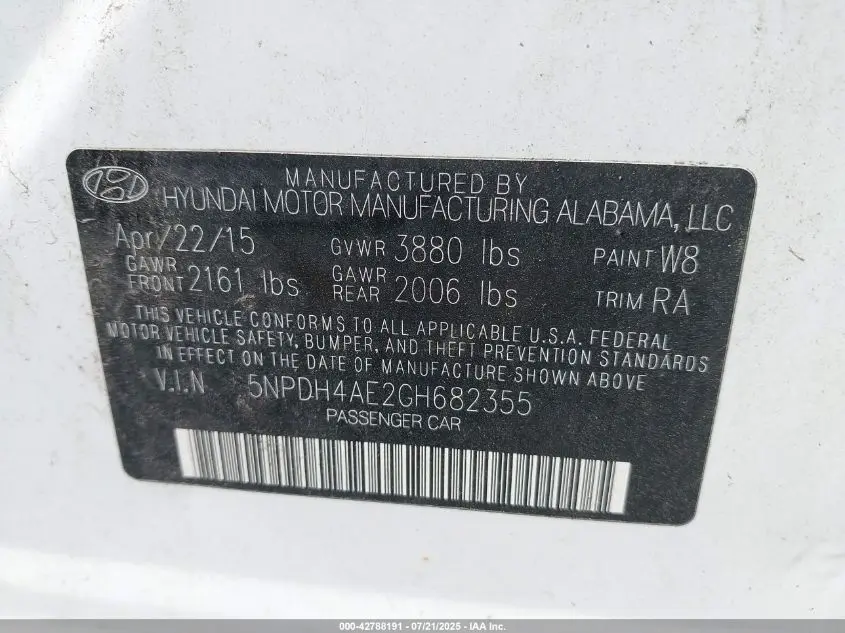 MANUFACTURED BY
HYUNDAI MOTOR MANUFACTURING ALABAMA, LLC
Apr/22/15 GVWR 3880 lbs PAINT W8
GAWR FRONT 2161 lbs GAWR REAR 2006 lbs TRIM RA
THIS VEHICLE CONFORMS TO ALL APPLICABLE U.S.A. FEDERAL
MOTOR VEHICLE SAFETY, BUMPER, AND THEFT PREVENTION STANDARDS
IN EFFECT ON THE DATE OF MANUFACTURE SHOWN ABOVE
V.I.N 5NPDH4AE2GH682355
PASSENGER CAR
000-42788191 - 07/21/2025 - IAA Inc.